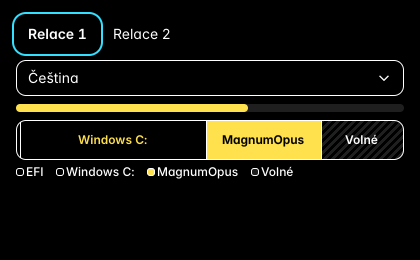 Relace 1 Relace 2
Čeština
Windows C: MagnumOpus Volné
EFI Windows C: MagnumOpus Volné